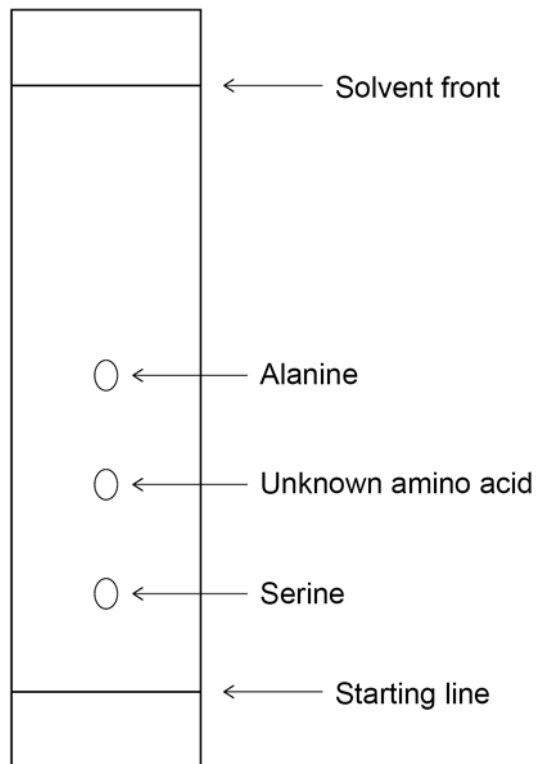 Solvent front
Alanine
Unknown amino acid
Serine
Starting line